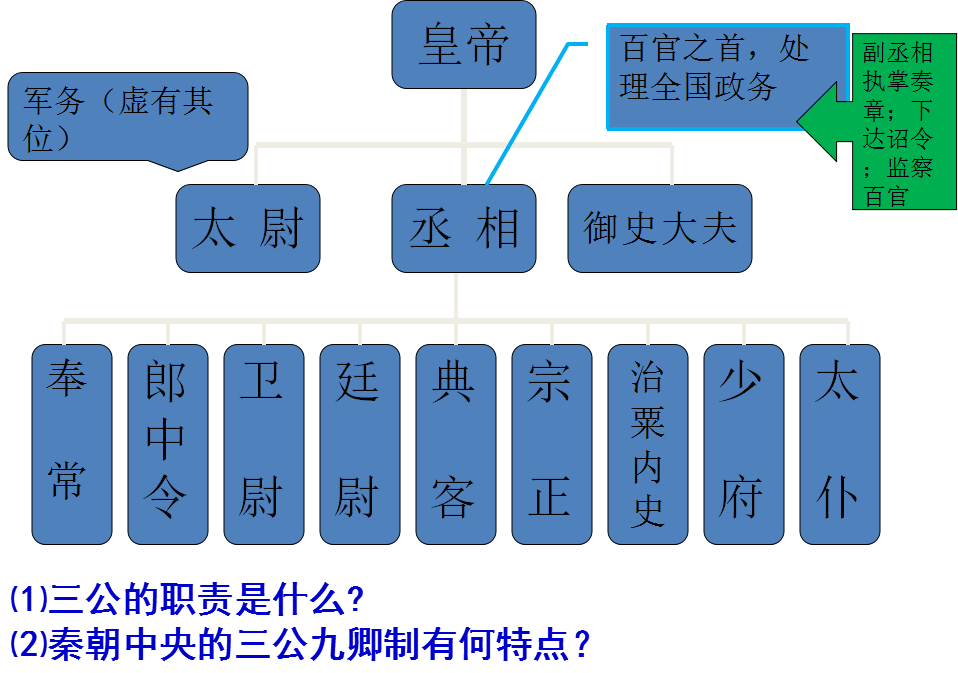 皇帝
百官之首，处
理全国政务
副丞相
执掌奏
章；下
达诏令
；监察
百官
军务（虚有其
位）
太 尉
丞 相
御史大夫
奉常
郎中令
卫尉
廷尉
典客
宗正
治粟内史
少府
太仆
⑴三公的职责是什么?
⑵秦朝中央的三公九卿制有何特点？